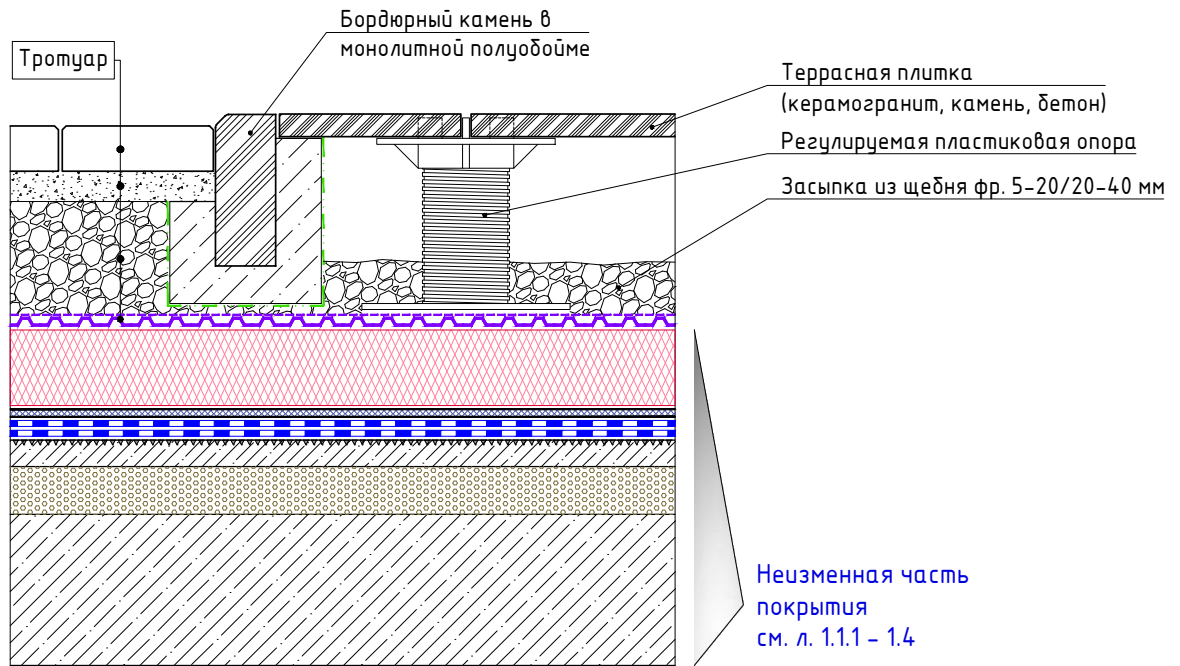 Бордюрный камень в
монолитной полуобойме
Тротуар
Террасная плитка
(керамогранит, камень, бетон)
Регулируемая пластиковая опора
Засыпка из щебня фр. 5-20/20-40 мм
Неизменная часть
покрытия
см. л. 1.1.1 - 1.4